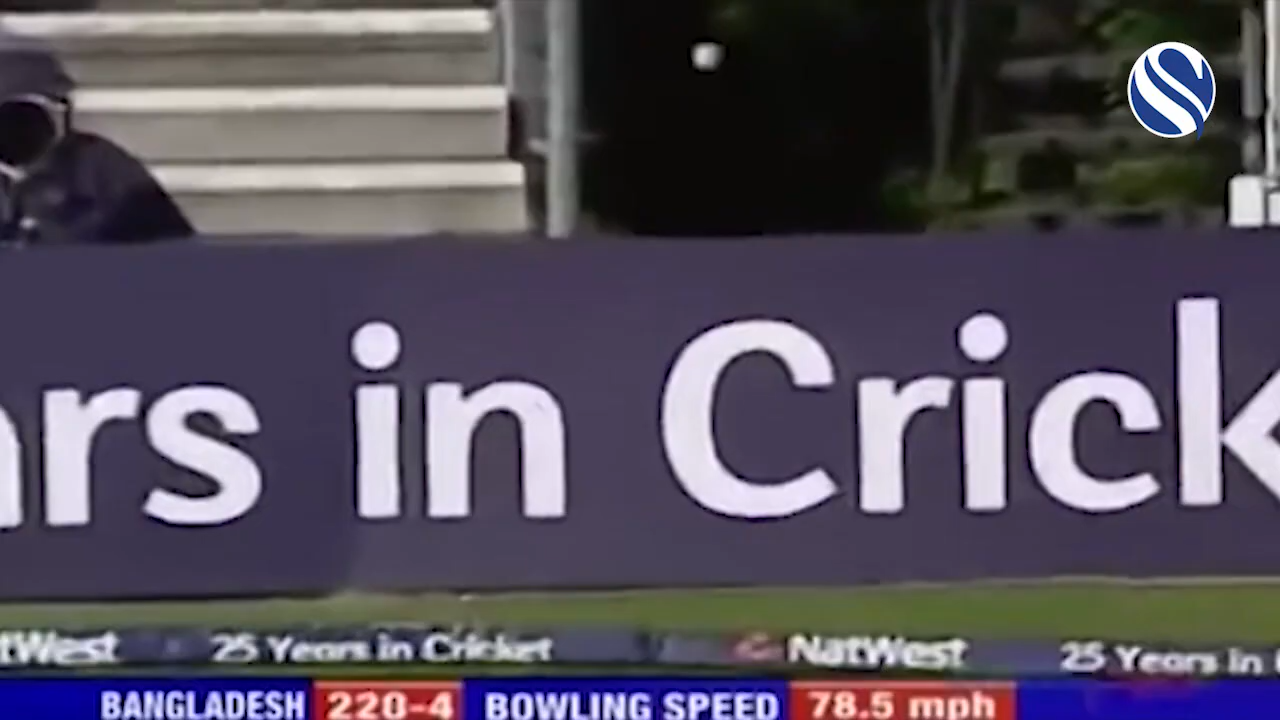 ars in Crick
tWest 25 Years in Cricket NatWest 25 Years in
BANGLADESH 220-4 BOWLING SPEED 78.5 mph